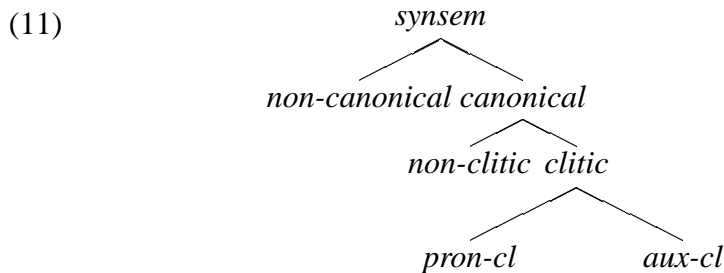 (11)
synsem
non-canonical canonical
non-clitic clitic
pron-cl aux-cl